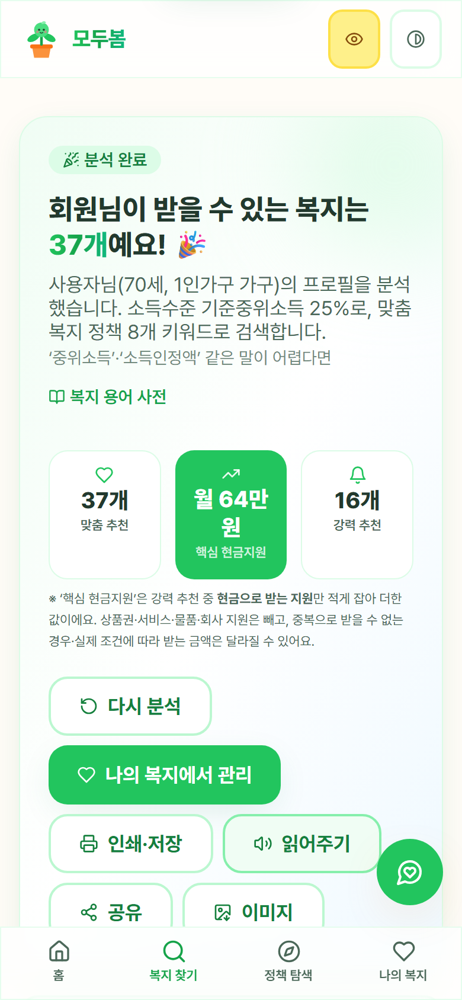 모두봄
분석 완료
회원님이 받을 수 있는 복지는
37개예요! 🎉
사용자님(70세, 1인가구 가구)의 프로필을 분석
했습니다. 소득수준 기준중위소득 25%로, 맞춤
복지 정책 8개 키워드로 검색합니다.
‘중위소득’·‘소득인정액’ 같은 말이 어렵다면
복지 용어 사전
37개
맞춤 추천
월 64만
원
핵심 현금지원
16개
강력 추천
※ ‘핵심 현금지원’은 강력 추천 중 현금으로 받는 지원만 적게 잡아 더한
값이에요. 상품권·서비스·물품·회사 지원은 빼고, 중복으로 받을 수 없는
경우·실제 조건에 따라 받는 금액은 달라질 수 있어요.
다시 분석
나의 복지에서 관리
인쇄·저장
읽어주기
공유
이미지
홈
복지 찾기
정책 탐색
나의 복지